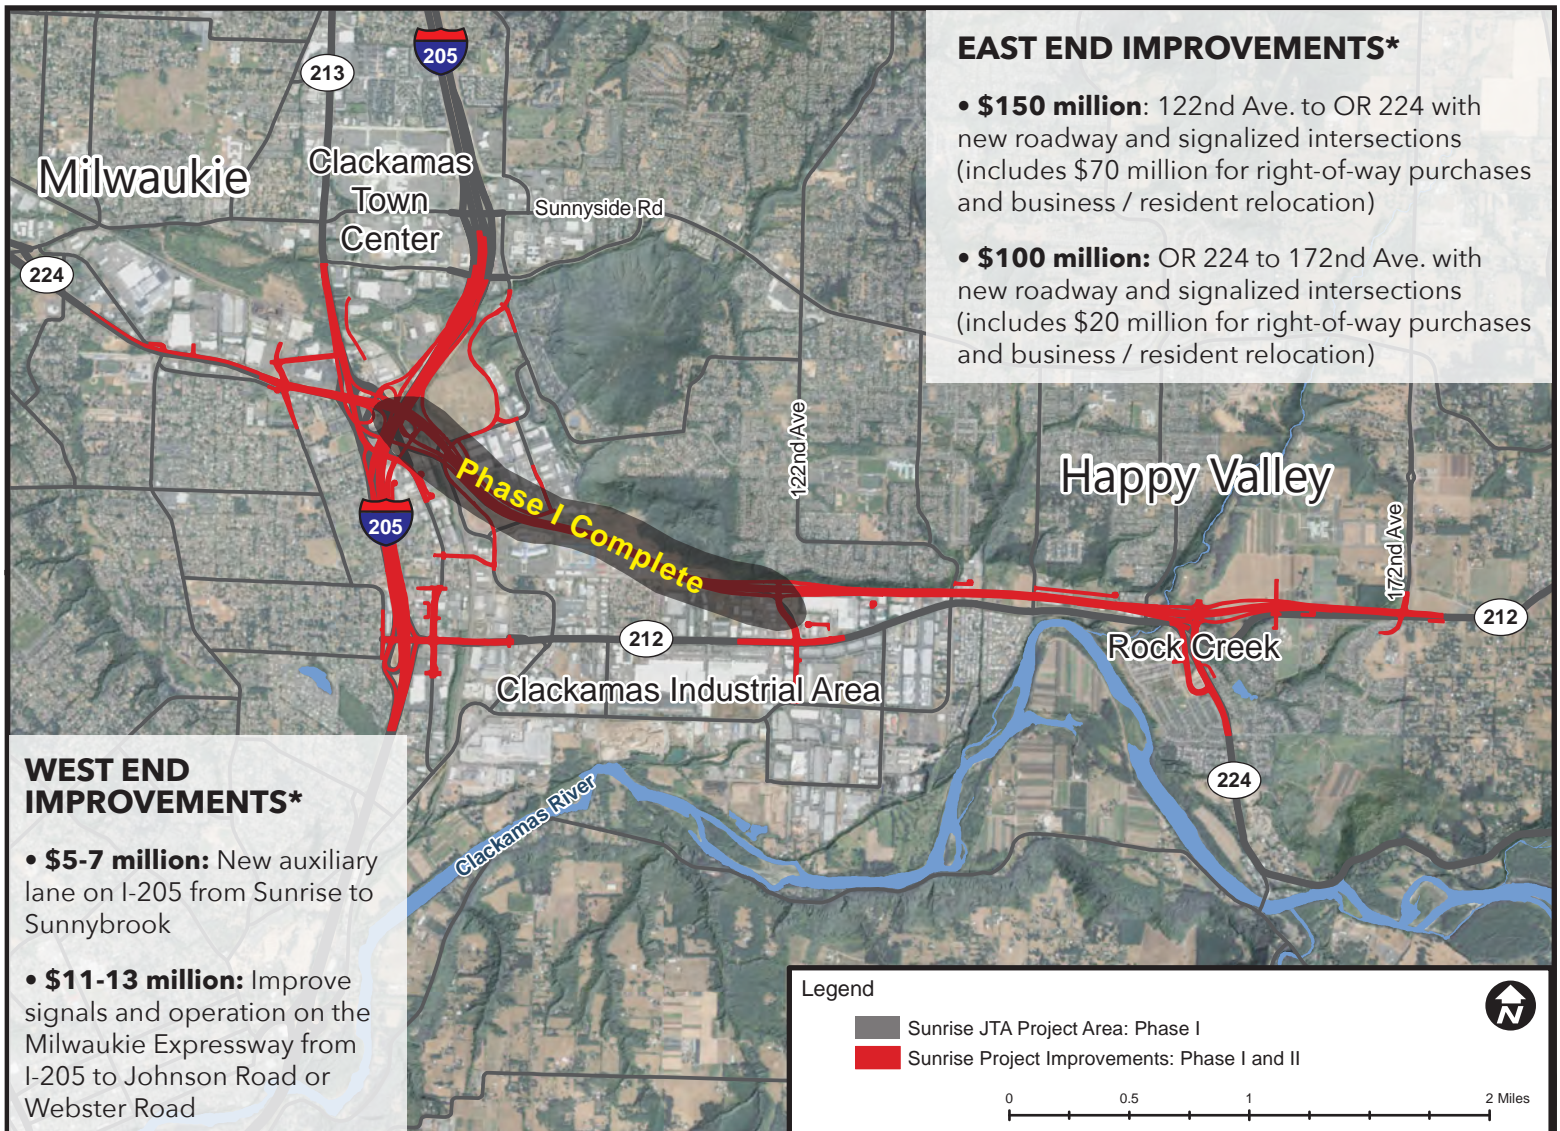 205
213
Milwaukie
Clackamas
Town
Center
Sunnyside Rd
224
EAST END IMPROVEMENTS*
• $150 million: 122nd Ave. to OR 224 with
new roadway and signalized intersections
(includes $70 million for right-of-way purchases
and business / resident relocation)
• $100 million: OR 224 to 172nd Ave. with
new roadway and signalized intersections
(includes $20 million for right-of-way purchases
and business / resident relocation)
122nd Ave
Happy Valley
Phase I Complete
205
172nd Ave
212
212
Rock Creek
Clackamas Industrial Area
224
Clackamas River
WEST END
IMPROVEMENTS*
• $5-7 million: New auxiliary
lane on I-205 from Sunrise to
Sunnybrook
• $11-13 million: Improve
signals and operation on the
Milwaukie Expressway from
I-205 to Johnson Road or
Webster Road
Legend
N
Sunrise JTA Project Area: Phase I
Sunrise Project Improvements: Phase I and II
0 0.5 1 2 Miles